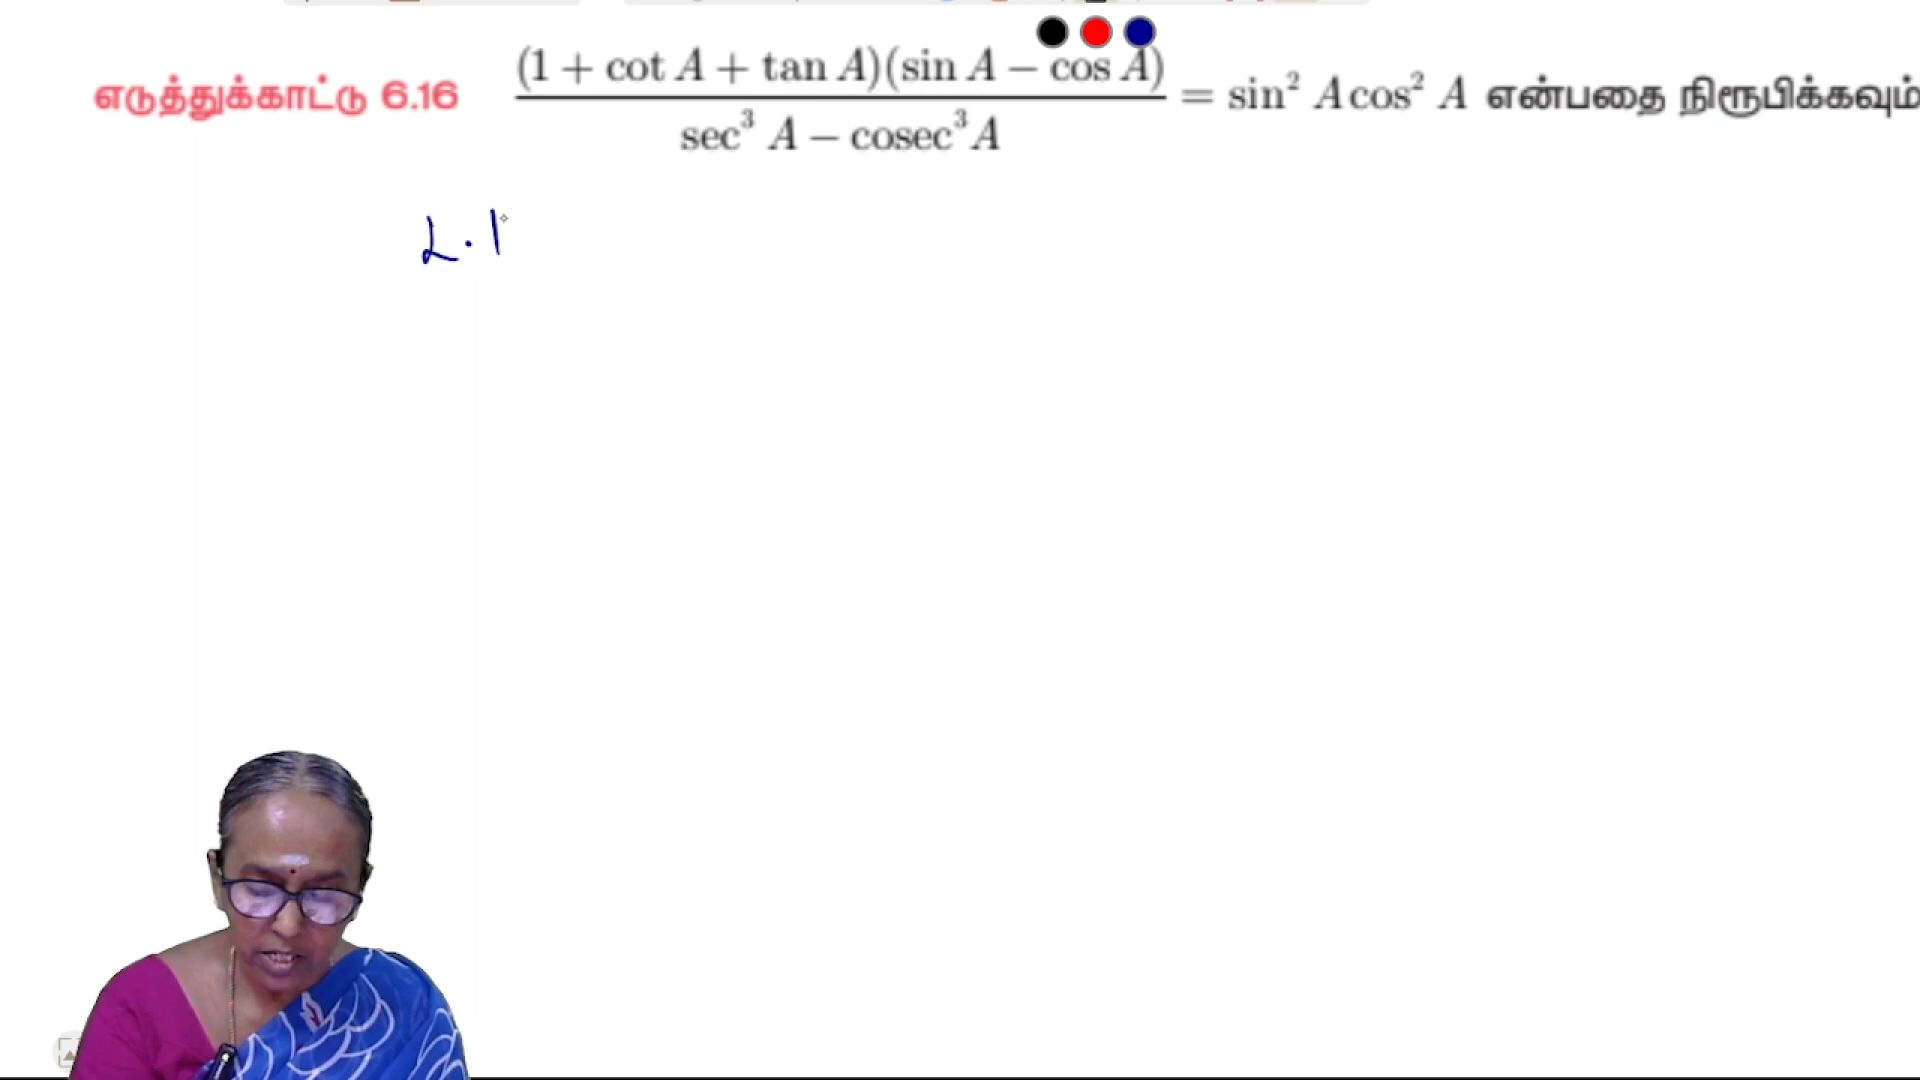 எடுத்துக்காட்டு 6.16 (1 + cot A + tan A)(sin A − cos A) / sec³ A − cosec³ A = sin² A cos² A என்பதை நிரூபிக்கவும்
L.